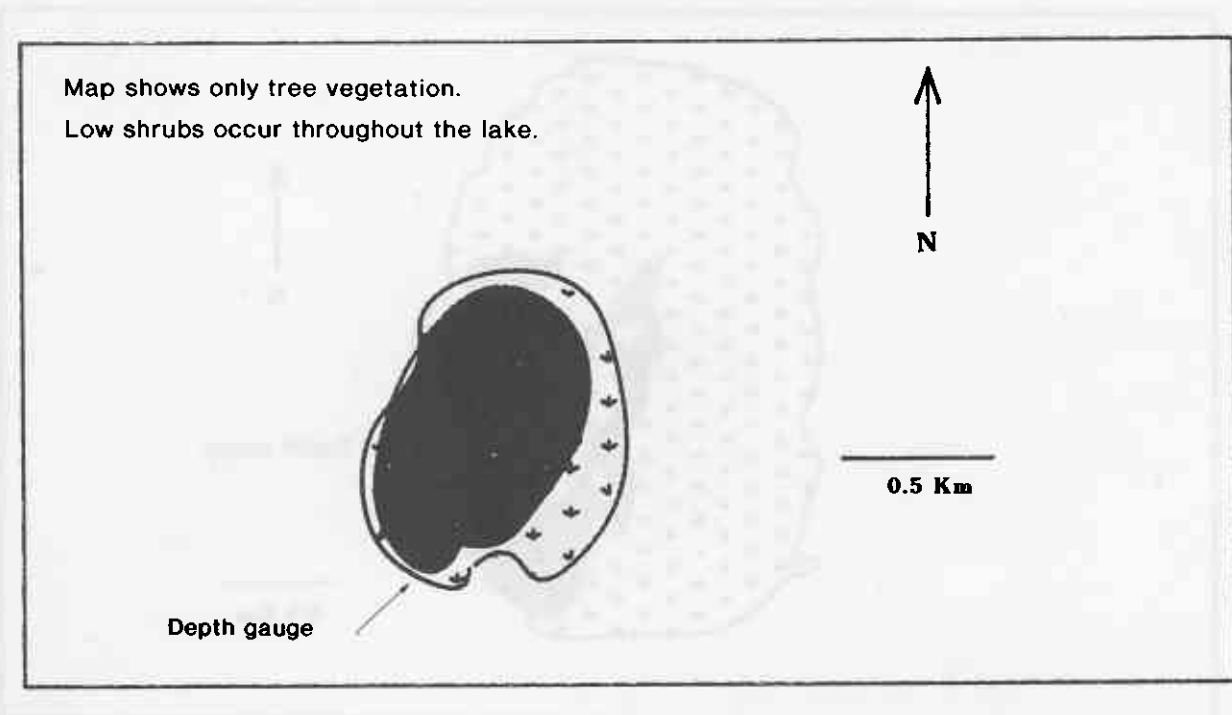 Map shows only tree vegetation.
Low shrubs occur throughout the lake.
N
0.5 Km
Depth gauge